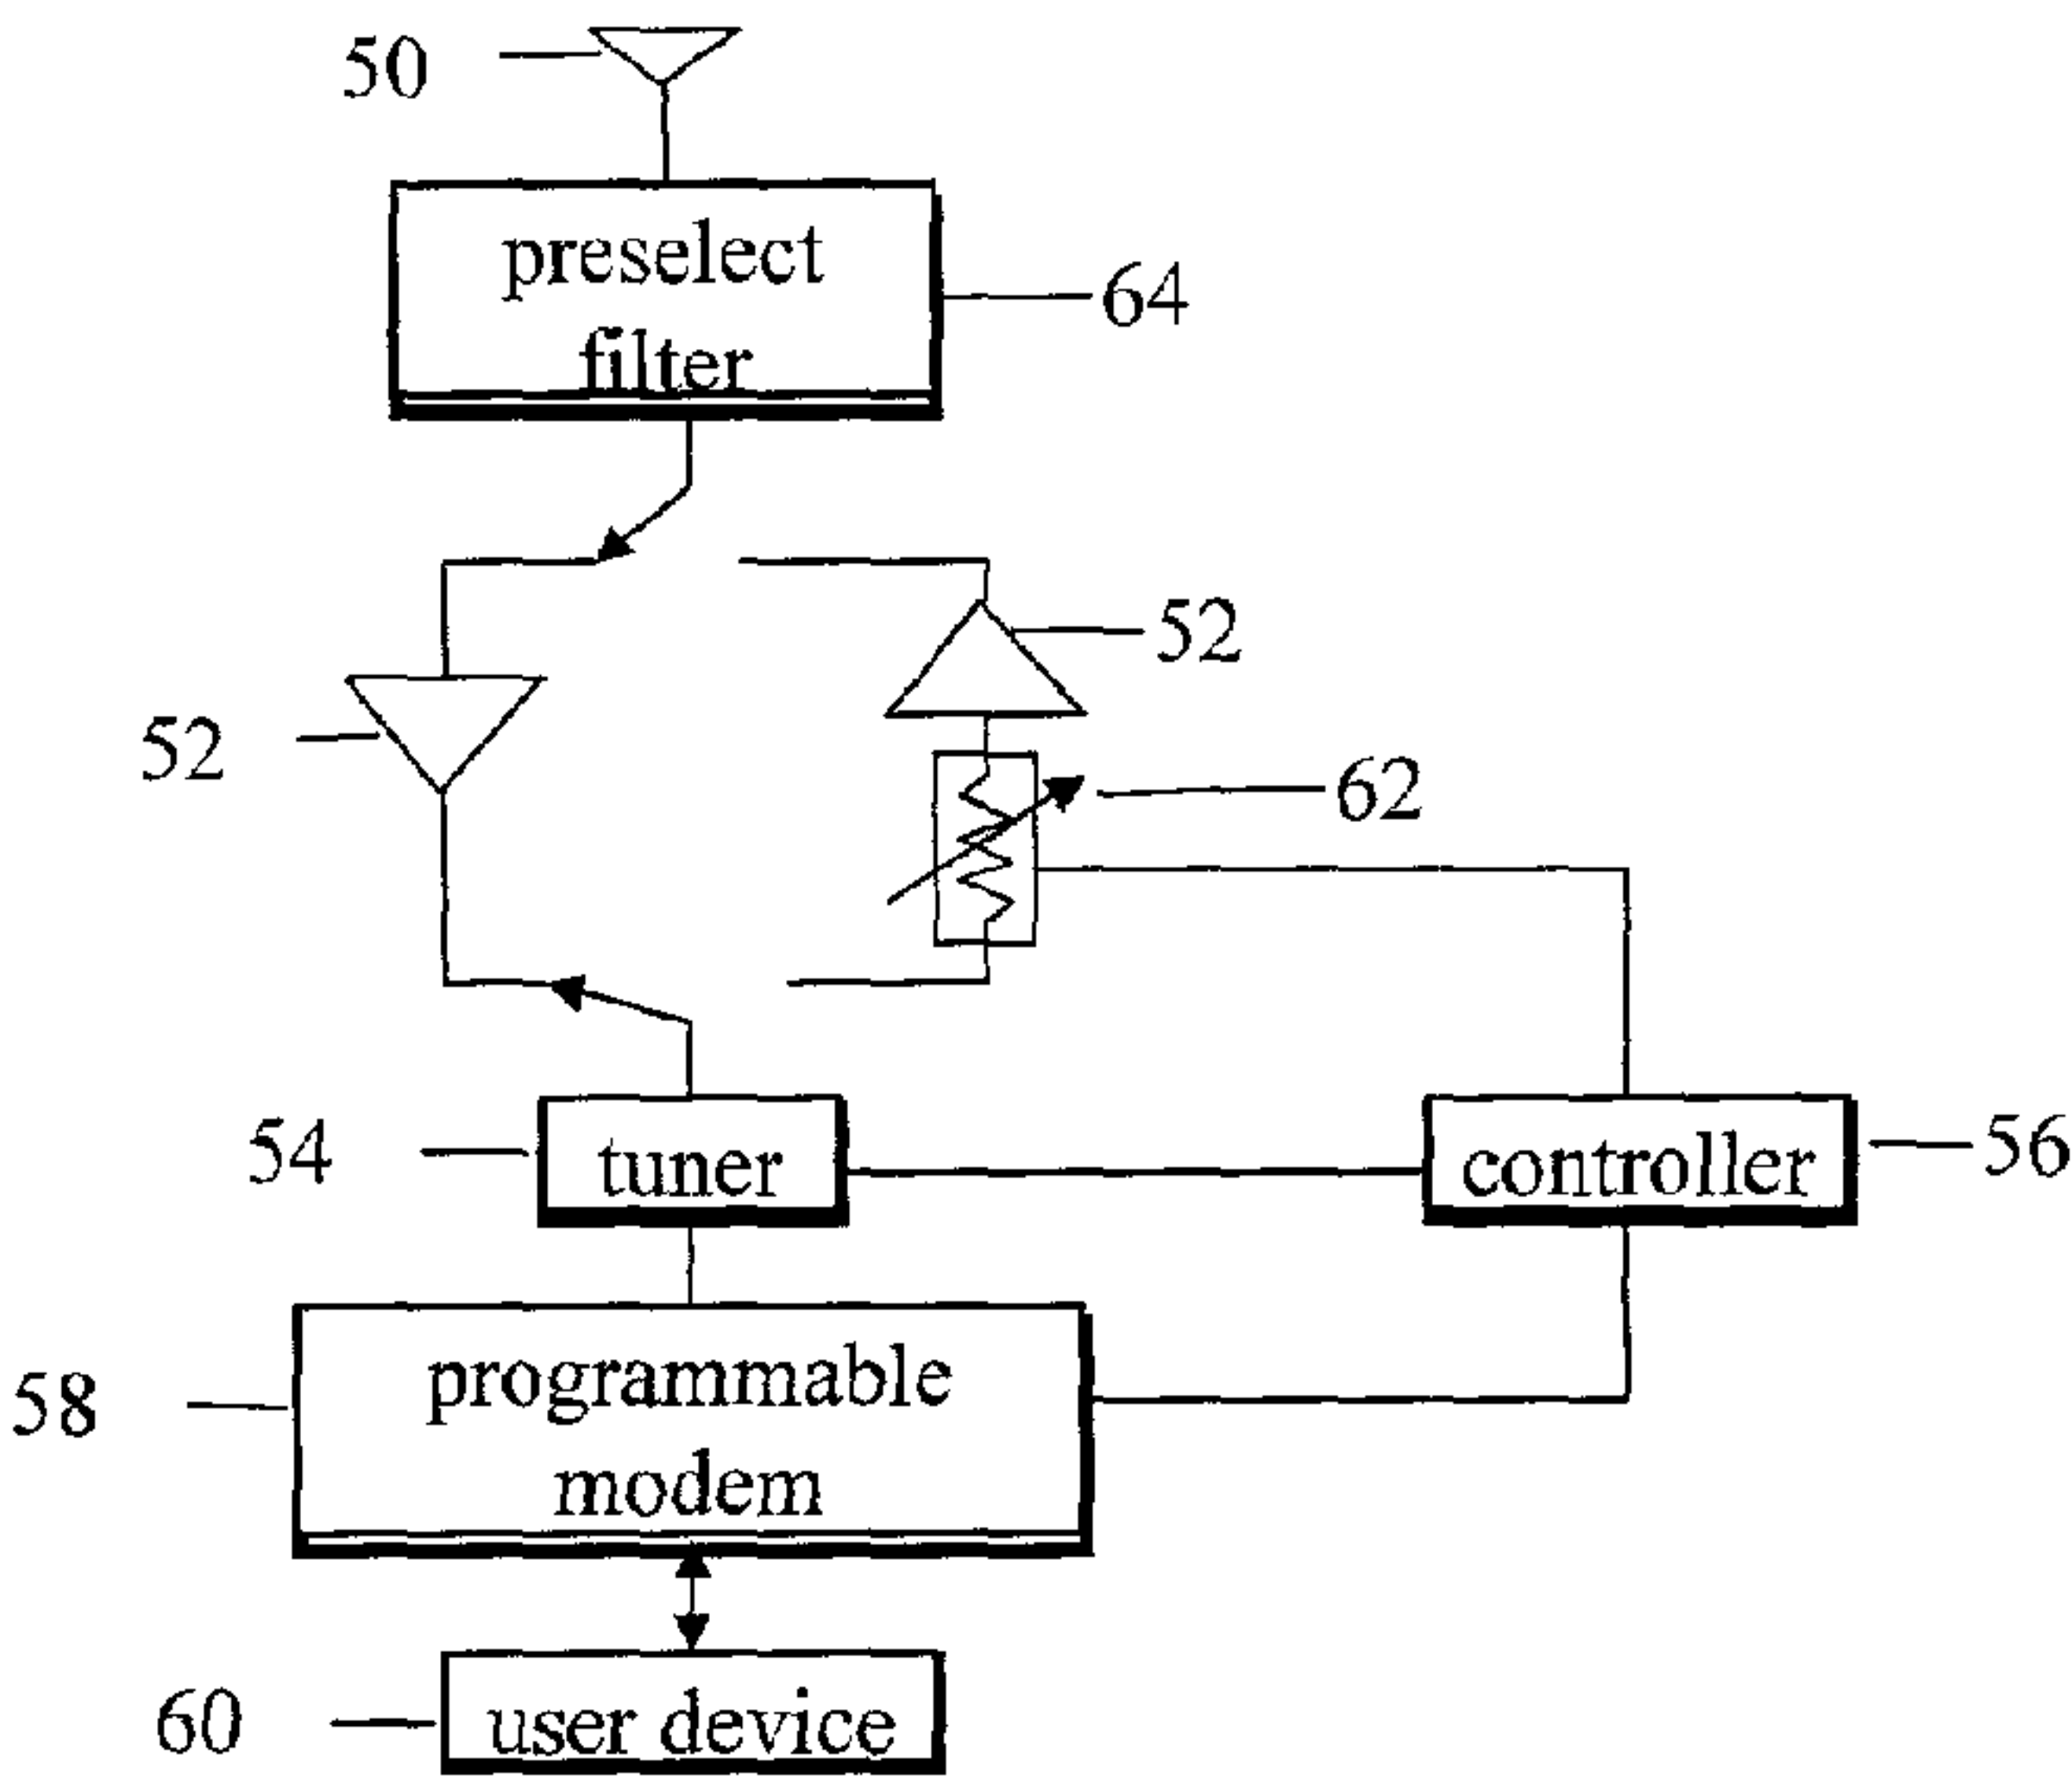 50
preselect
filter
64
52
52
62
54
tuner
controller
56
programmable
modem
58
60
user device